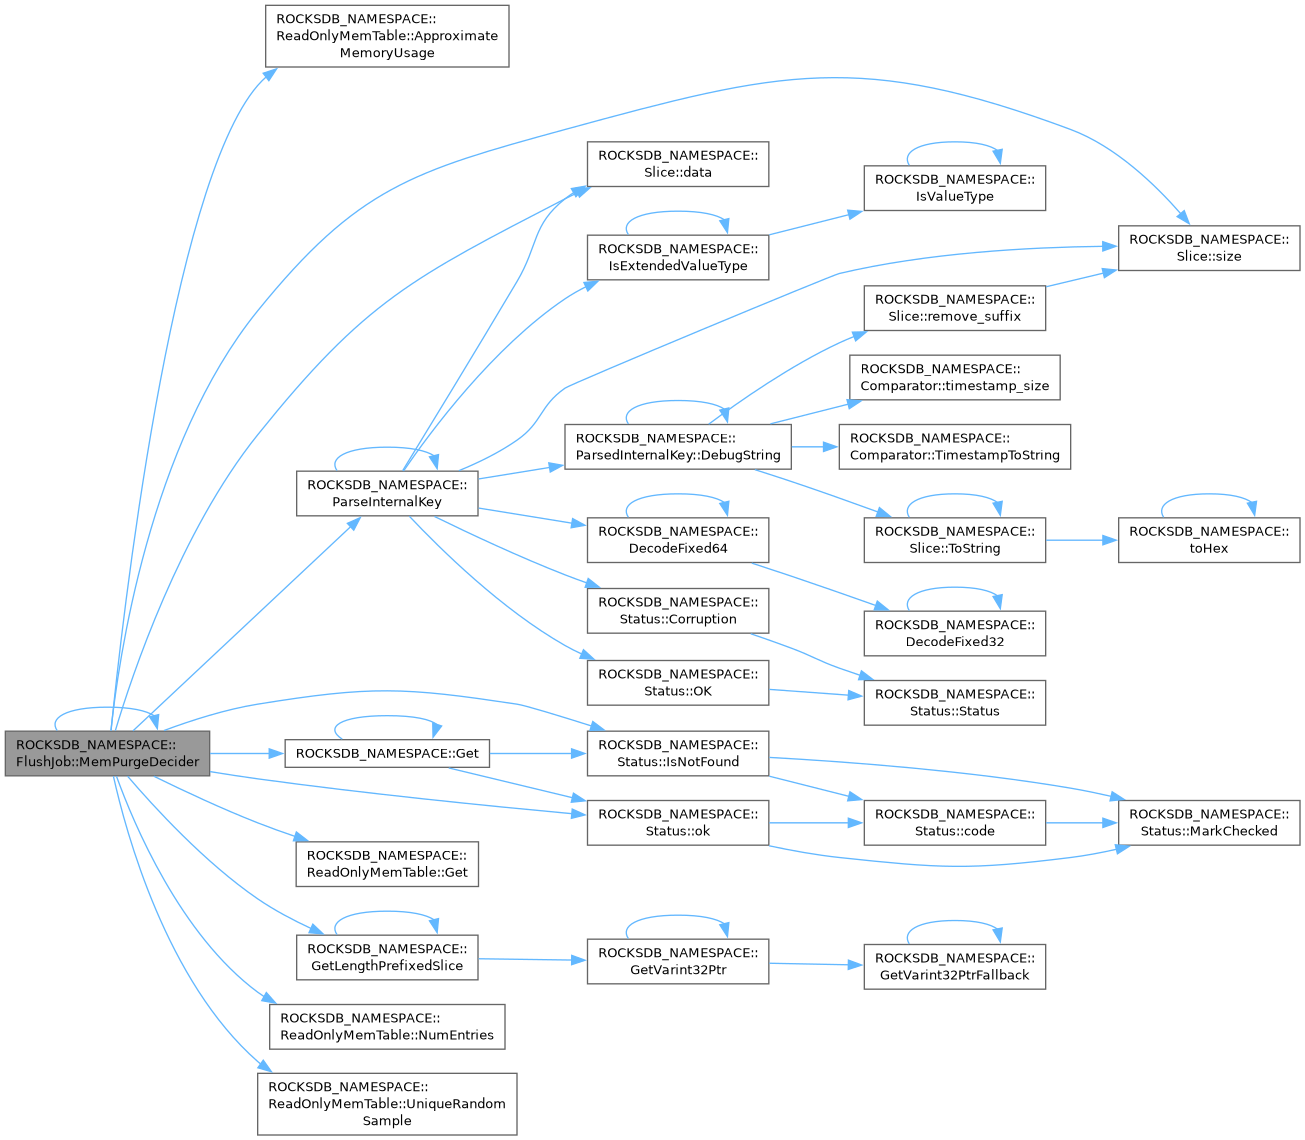 ROCKSDB_NAMESPACE::
ReadOnlyMemTable::Approximate
MemoryUsage
ROCKSDB_NAMESPACE::
Slice::data
ROCKSDB_NAMESPACE::
IsValueType
ROCKSDB_NAMESPACE::
IsExtendedValueType
ROCKSDB_NAMESPACE::
Slice::size
ROCKSDB_NAMESPACE::
Slice::remove_suffix
ROCKSDB_NAMESPACE::
Comparator::timestamp_size
ROCKSDB_NAMESPACE::
ParsedInternalKey::DebugString
ROCKSDB_NAMESPACE::
Comparator::TimestampToString
ROCKSDB_NAMESPACE::
ParseInternalKey
ROCKSDB_NAMESPACE::
DecodeFixed64
ROCKSDB_NAMESPACE::
Slice::ToString
ROCKSDB_NAMESPACE::
toHex
ROCKSDB_NAMESPACE::
Status::Corruption
ROCKSDB_NAMESPACE::
DecodeFixed32
ROCKSDB_NAMESPACE::
Status::OK
ROCKSDB_NAMESPACE::
Status::Status
ROCKSDB_NAMESPACE::
FlushJob::MemPurgeDecider
ROCKSDB_NAMESPACE::Get
ROCKSDB_NAMESPACE::
Status::IsNotFound
ROCKSDB_NAMESPACE::
Status::ok
ROCKSDB_NAMESPACE::
Status::code
ROCKSDB_NAMESPACE::
Status::MarkChecked
ROCKSDB_NAMESPACE::
ReadOnlyMemTable::Get
ROCKSDB_NAMESPACE::
GetLengthPrefixedSlice
ROCKSDB_NAMESPACE::
GetVarint32Ptr
ROCKSDB_NAMESPACE::
GetVarint32PtrFallback
ROCKSDB_NAMESPACE::
ReadOnlyMemTable::NumEntries
ROCKSDB_NAMESPACE::
ReadOnlyMemTable::UniqueRandom
Sample